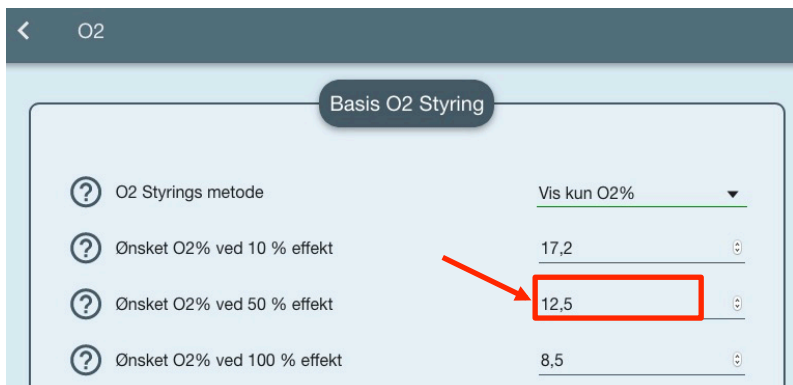 O2
Basis O2 Styring
O2 Styrings metode Vis kun O2%
Ønsket O2% ved 10 % effekt 17,2
Ønsket O2% ved 50 % effekt 12,5
Ønsket O2% ved 100 % effekt 8,5